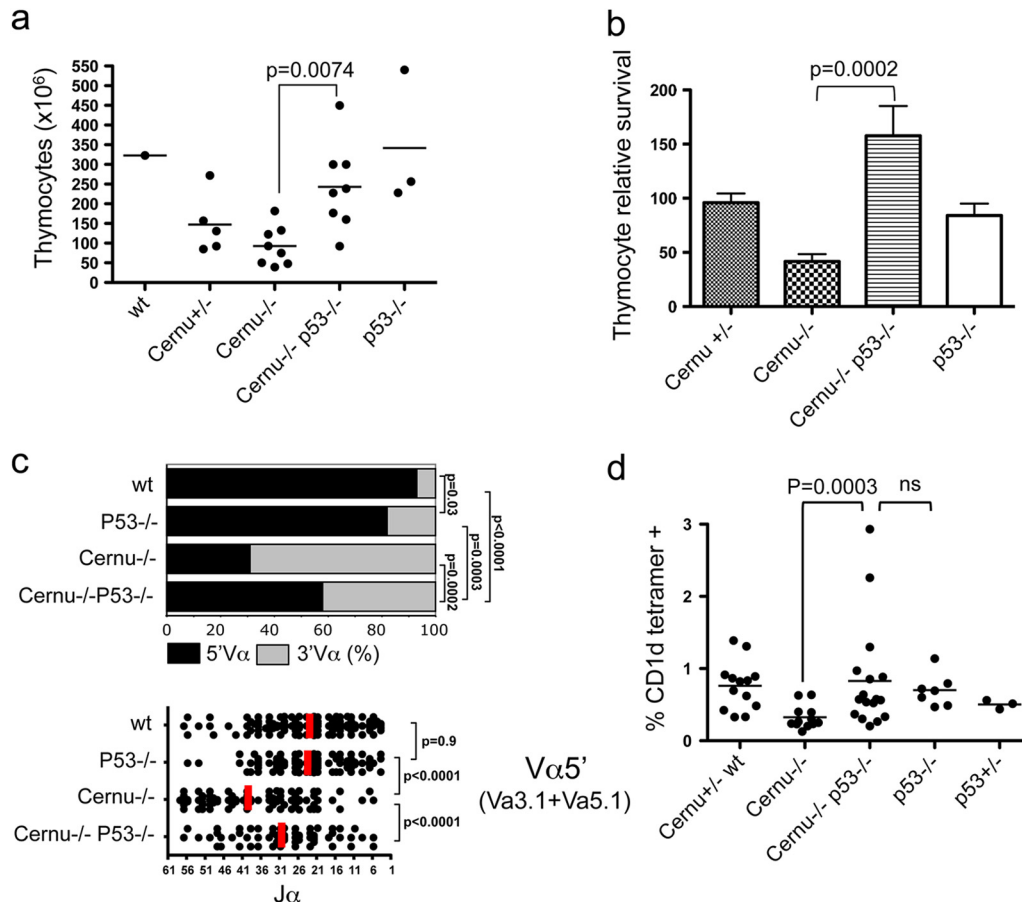 a
p=0.0074
Thymocytes (x10⁶)
550
500
450
400
350
300
250
200
150
100
50
0
wt
Cernu+/-
Cernu-/-
Cernu-/- p53-/-
p53-/-
b
p=0.0002
Thymocyte relative survival
200
150
100
50
0
Cernu +/-
Cernu-/-
Cernu-/- p53-/-
p53-/-
c
wt
P53-/-
Cernu-/-
Cernu-/-P53-/-
p=0.03
p=0.0002
p=0.0003
p<0.0001
0 20 40 60 80 100
5'Vα 3'Vα (%)
wt
P53-/-
Cernu-/-
Cernu-/- P53-/-
p=0.9
p<0.0001
p<0.0001
61 56 51 46 41 36 31 26 21 16 11 6 1
Jα
Vα5'
(Va3.1+Va5.1)
d
P=0.0003 ns
% CD1d tetramer +
3
2
1
0
Cernu+/- wt
Cernu-/-
Cernu-/- p53-/-
p53-/-
p53+/-